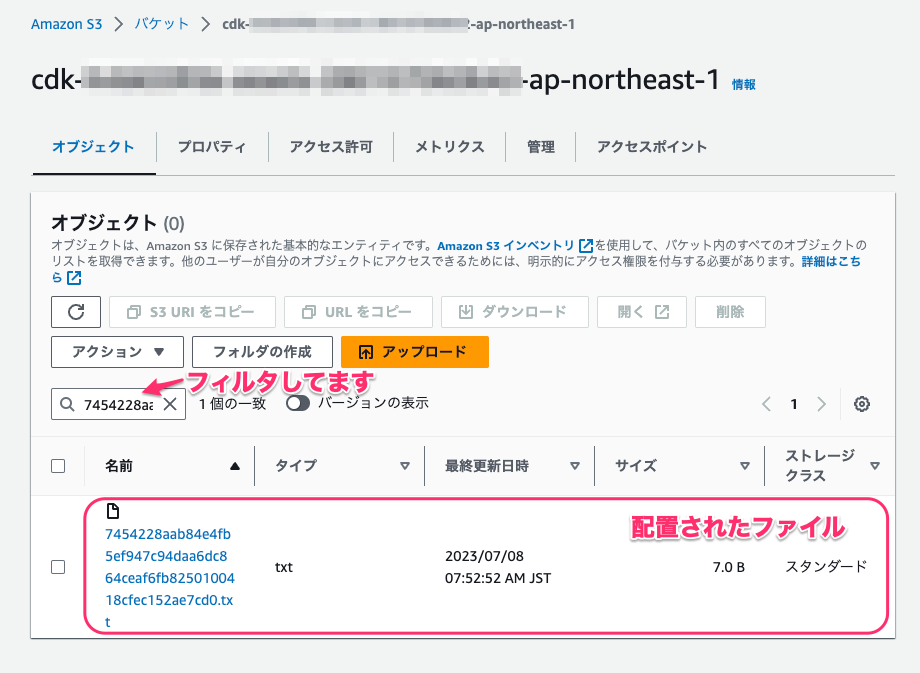 Amazon S3 > バケット > cdk- -ap-northeast-1
cdk- -ap-northeast-1 情報
オブジェクト プロパティ アクセス許可 メトリクス 管理 アクセスポイント
オブジェクト (0)
オブジェクトは、Amazon S3 に保存された基本的なエンティティです。Amazon S3 インベントリ を使用して、バケット内のすべてのオブジェクトの
リストを取得できます。他のユーザーが自分のオブジェクトにアクセスできるためには、明示的にアクセス権限を付与する必要があります。詳細はこち
ら
S3 URI をコピー URL をコピー ダウンロード 開く 削除
アクション フォルダの作成 アップロード
フィルタしてます
7454228aa 1 個の一致 バージョンの表示 1
名前 タイプ 最終更新日時 サイズ ストレージ
クラス
配置されたファイル
7454228aab84e4fb
5ef947c94daa6dc8
64ceaf6fb82501004
18cfec152ae7cd0.tx
t
txt
2023/07/08
07:52:52 AM JST
7.0 B
スタンダード